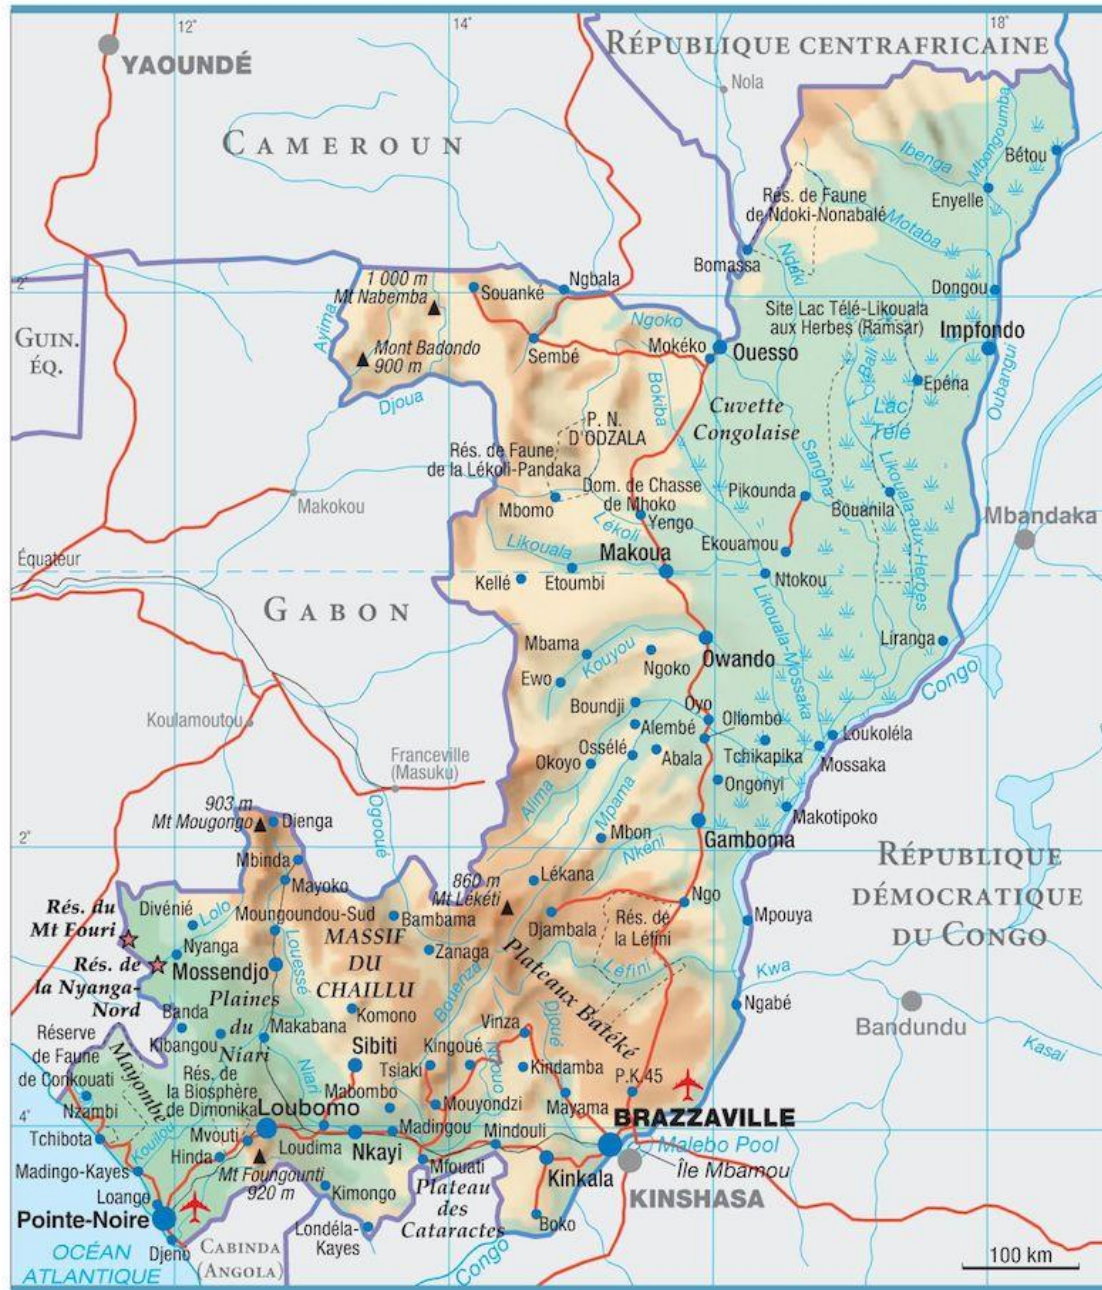 12°
14°
18°
YAOUNDÉ
RÉPUBLIQUE CENTRAFRICAINE
Nola
CAMEROUN
Ibenga
Mbongoumba
Bétou
Enyelle
Rés. de Faune
de Ndoki-Nonabalé
Motaba
Bomassa
Ndoki
Dongou
2°
1 000 m
Mt Nabemba
Souanké
Ngbala
Site Lac Télé-Likouala
aux Herbes (Ramsar)
Impfondo
GUIN.
ÉQ.
Ayima
Mont Badondo
900 m
Sembé
Ngoko
Mokéko
Ouesso
Bali
Epéna
Oubangui
Djoua
Bokiba
Cuvette
Congolaise
Lac
Télé
P. N.
D'ODZALA
Rés. de Faune
de la Lékoli-Pandaka
Dom. de Chasse
de Mhoko
Makokou
Mbomo
Yengo
Lékoli
Sangha
Pikounda
Bouanila
Likouala-aux-Herbes
Mbandaka
Équateur
Likouala
Makoua
Ekouamou
Kellé
Etoumbi
Ntokou
GABON
Likouala-Mossaka
Mbama
Kouyou
Ngoko
Owando
Liranga
Ewo
Congo
Koulamoutou
Boundji
Oyo
Ollombo
Alembé
Loukoléla
Franceville
(Masuku)
Ossélé
Okoyo
Abala
Tchikapika
Mossaka
Ongonyi
Alima
Mpama
903 m
Mt Mougongo
Dienga
Ogooué
Makotipoko
2°
Mbon
Nkéni
Gamboma
Mbinda
Mayoko
860 m
Mt Lékéti
Lékana
RÉPUBLIQUE
DÉMOCRATIQUE
DU CONGO
Rés. du
Mt Fouri
Divénié
Lolo
Moungoundou-Sud
Bambama
Djambala
Ngo
Rés. de
la Léfini
Mpouya
Nyanga
Louessé
MASSIF
DU
CHAILLU
Zanaga
Rés. de
la Nyanga-
Nord
Mossendjo
Plateaux Batéké
Lefini
Kwa
Bouenza
Plaines
du
Niari
Banda
Makabana
Komono
Vinza
Djoué
Ngabé
Bandundu
Réserve
de Faune
de Conkouati
Kibangou
Sibiti
Kingoué
Kasai
Mayombe
Rés. de
la Biosphère
de Dimonika
Niari
Tsiaki
Nduo
Kindamba
P.K.45
Nzambi
Mabombo
Mouyondzi
Mayama
4°
Loubomo
BRAZZAVILLE
Tchibota
Kouilou
Mvouti
Loudima
Nkayi
Madingou
Mindouli
Malebo Pool
Hinda
Île Mbamou
Madingo-Kayes
Mt Foungounti
920 m
Mfouati
Kinkala
KINSHASA
Loango
Kimongo
Plateau
des
Cataractes
Pointe-Noire
Boko
Djeno
Londéla-
Kayes
OCÉAN
ATLANTIQUE
CABINDA
(ANGOLA)
Congo
100 km